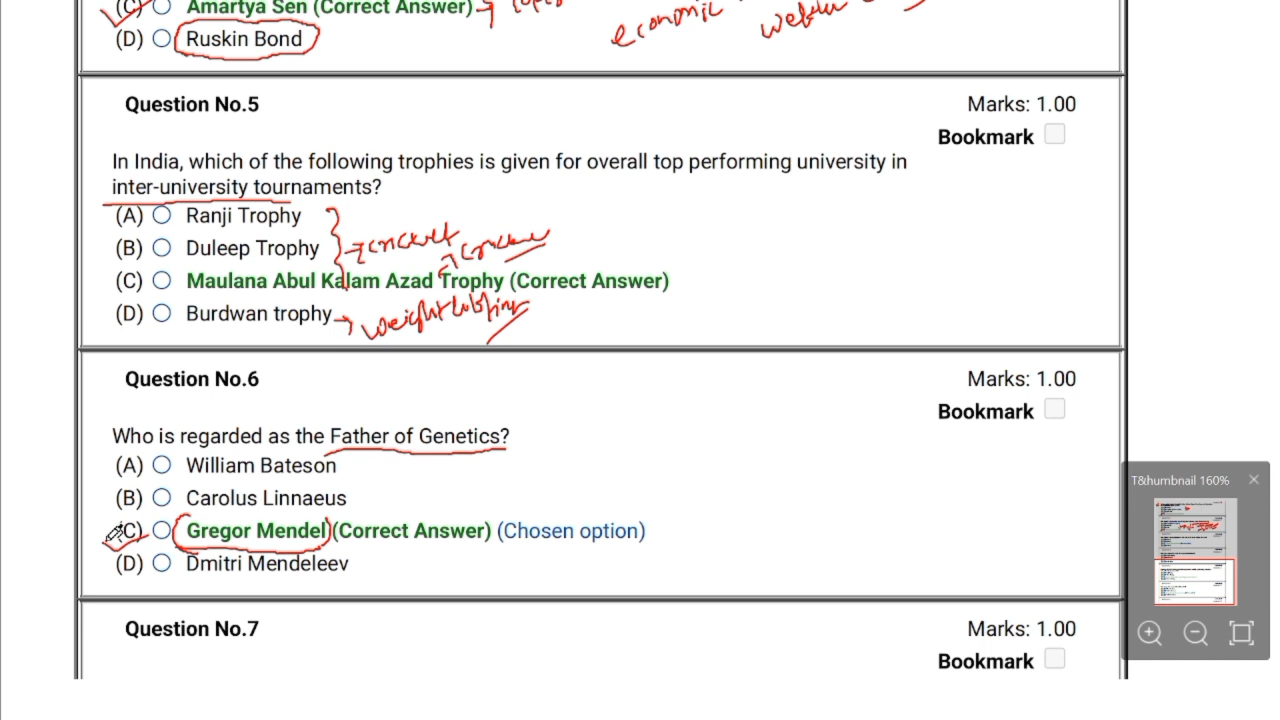 (C) Amartya Sen (Correct Answer)
economic
(D) Ruskin Bond
Question No.5 Marks: 1.00
Bookmark
In India, which of the following trophies is given for overall top performing university in
inter-university tournaments?
(A) Ranji Trophy
(B) Duleep Trophy
(C) Maulana Abul Kalam Azad Trophy (Correct Answer)
(D) Burdwan trophy
Question No.6 Marks: 1.00
Bookmark
Who is regarded as the Father of Genetics?
(A) William Bateson
(B) Carolus Linnaeus
(C) Gregor Mendel (Correct Answer) (Chosen option)
(D) Dmitri Mendeleev
T&humbnail 160%
Question No.7 Marks: 1.00
Bookmark